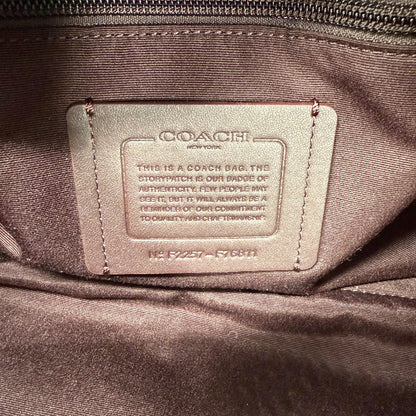 COACH
NEW YORK
THIS IS A COACH BAG. THE
STORYPATCH IS OUR BADGE OF
AUTHENTICITY. FEW PEOPLE MAY
SEE IT, BUT IT WILL ALWAYS BE A
REMINDER OF OUR COMMITMENT
TO QUALITY AND CRAFTSMANSHIP.
Nº F2257 - F76811